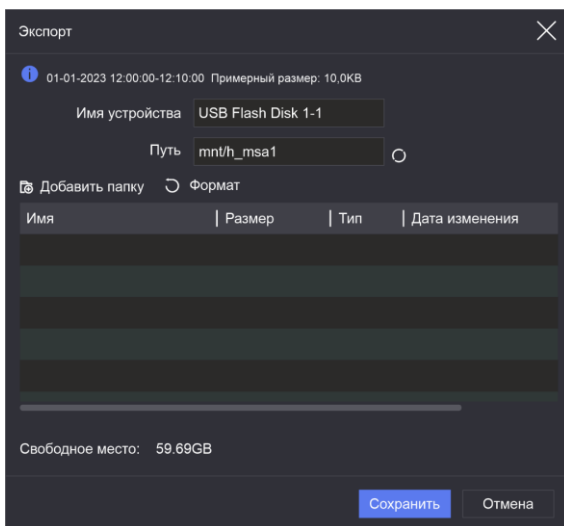 Экспорт
01-01-2023 12:00:00-12:10:00 Примерный размер: 10,0KB
Имя устройства USB Flash Disk 1-1
Путь mnt/h_msa1
Добавить папку Формат
Имя Размер Тип Дата изменения
Свободное место: 59.69GB
Сохранить Отмена